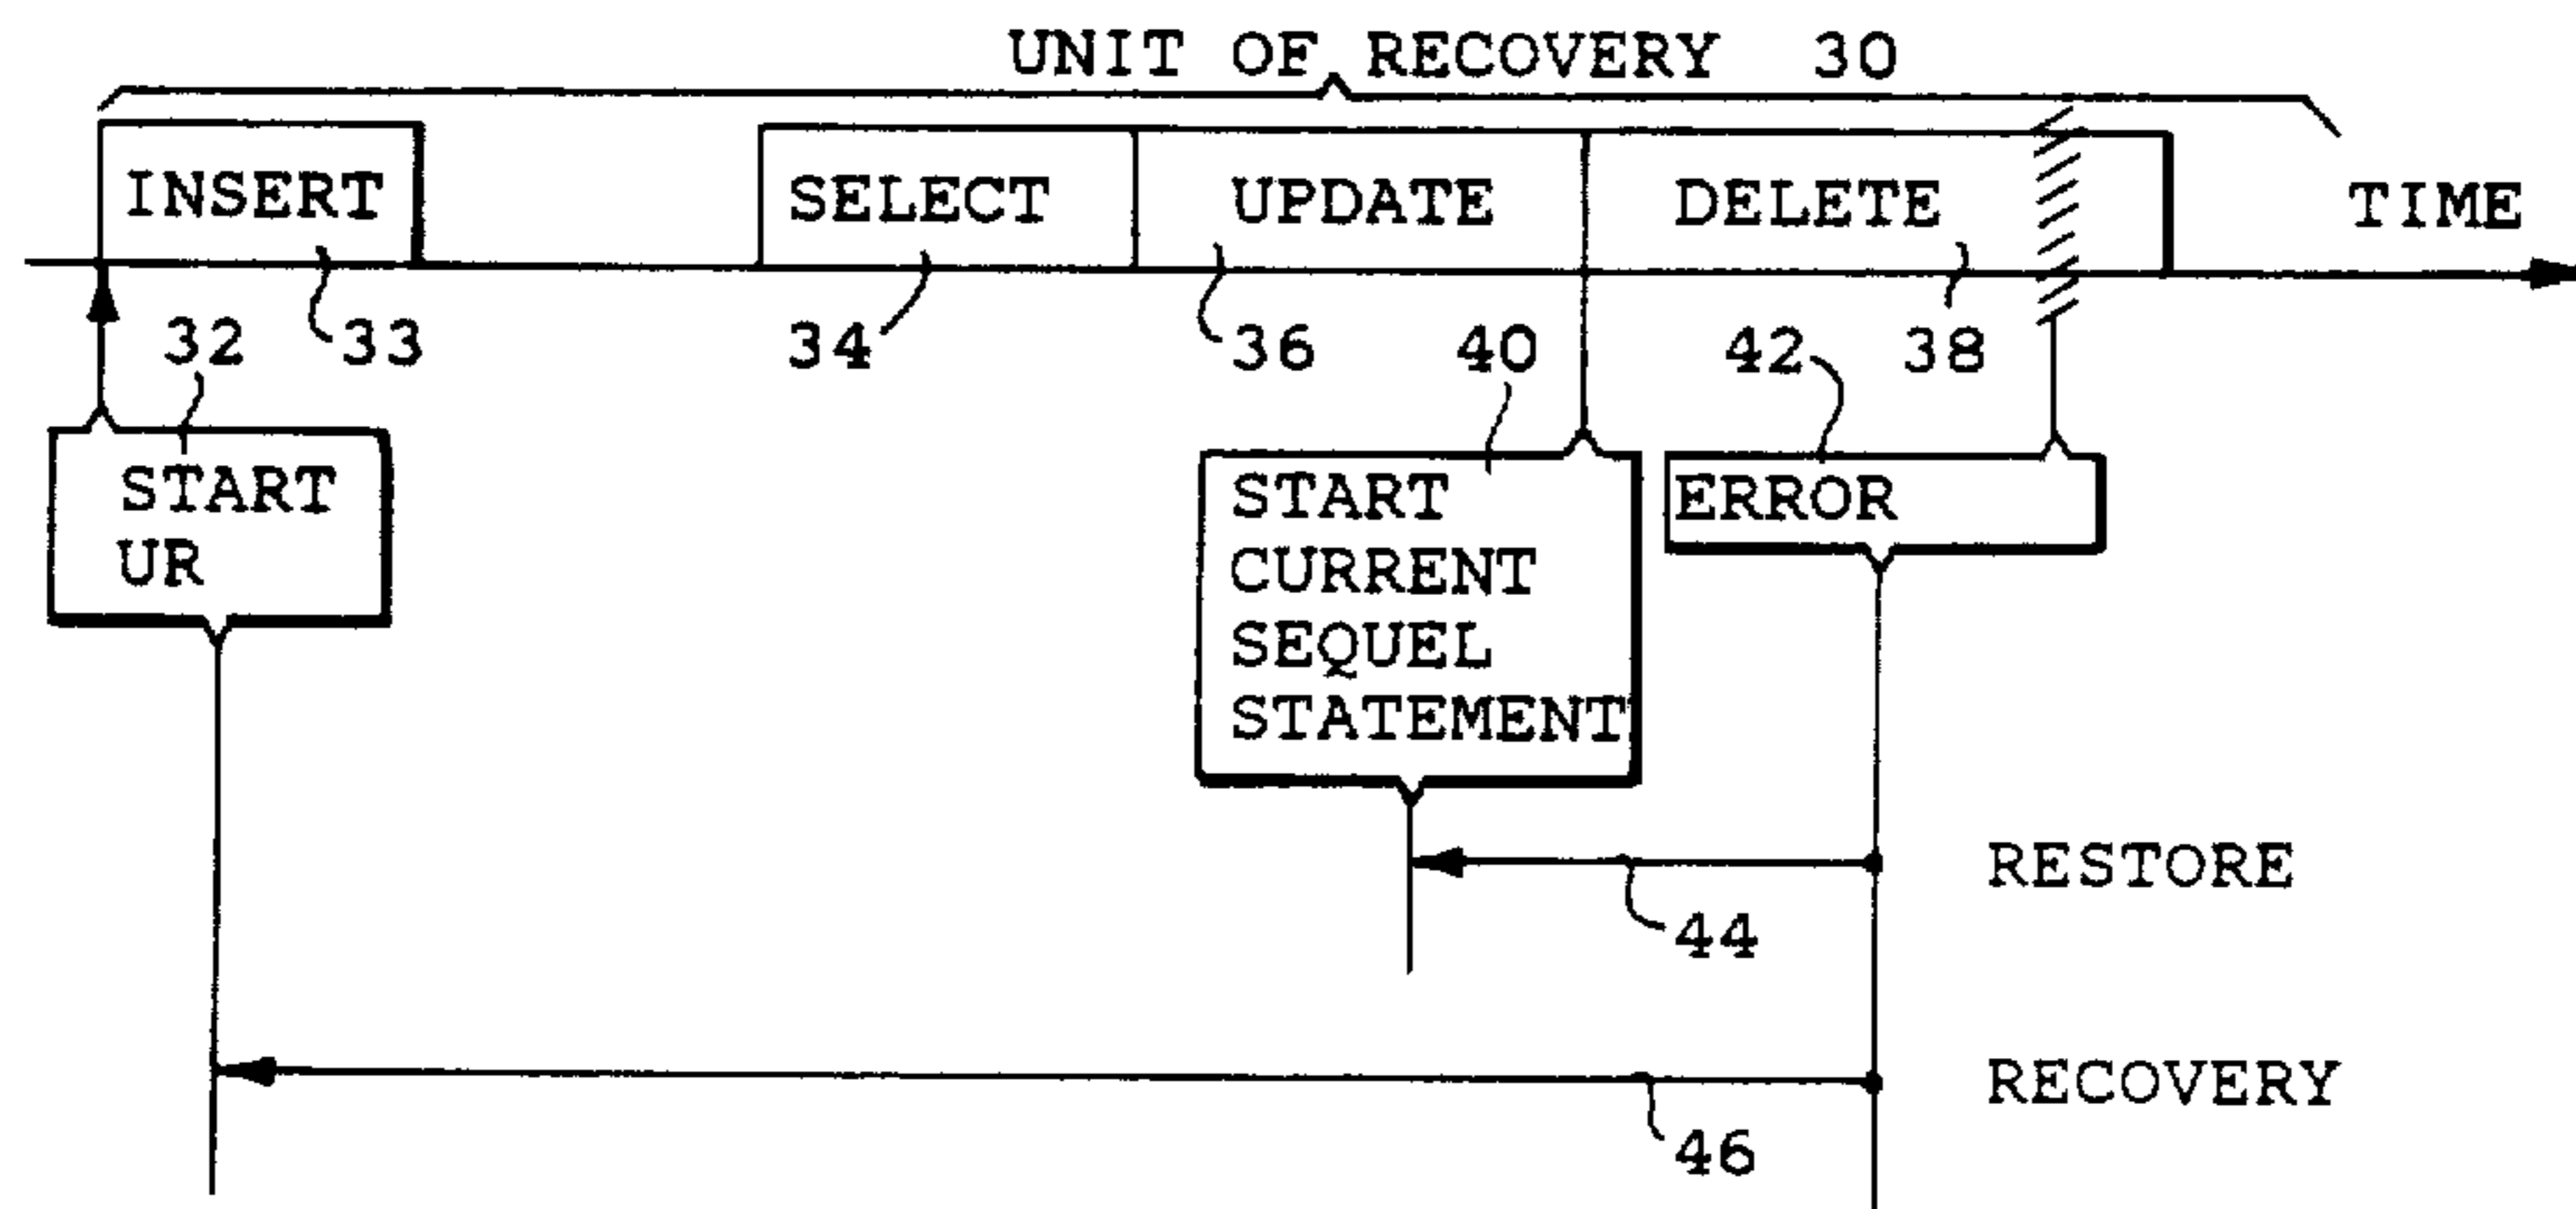 UNIT OF RECOVERY 30
INSERT
SELECT
UPDATE
DELETE
TIME
32
33
34
36
40
42
38
START
UR
START
CURRENT
SEQUEL
STATEMENT
ERROR
RESTORE
44
RECOVERY
46